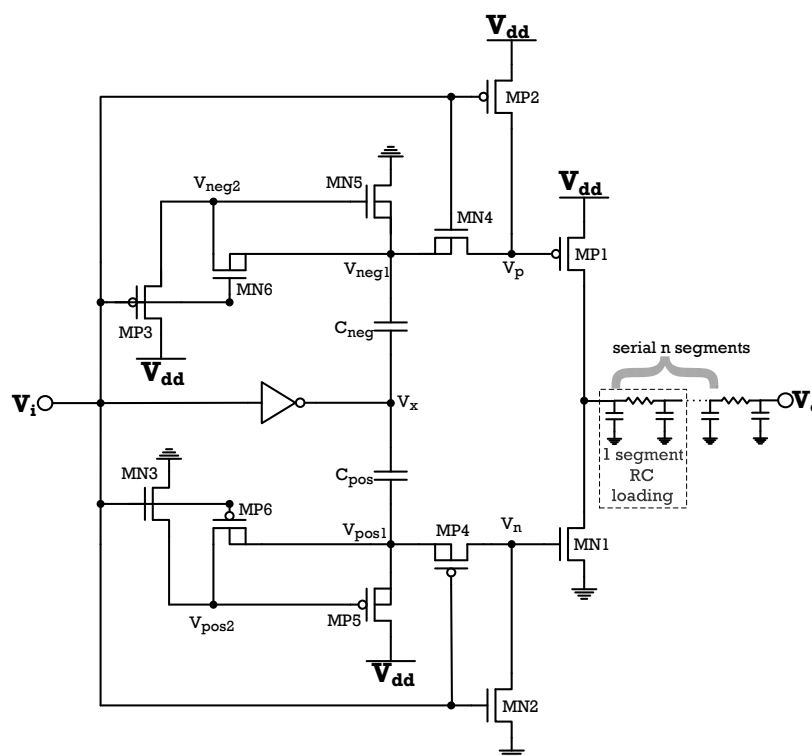 Vdd
MP2
Vneg2
MN5
Vdd
MN4
Vneg1
Vp
MP1
MN6
MP3
Cneg
serial n segments
Vdd
Vi
Vx
MN3
Cpos
1 segment
RC
loading
MP6
Vpos1
MP4
Vn
MN1
Vpos2
MP5
Vdd
MN2